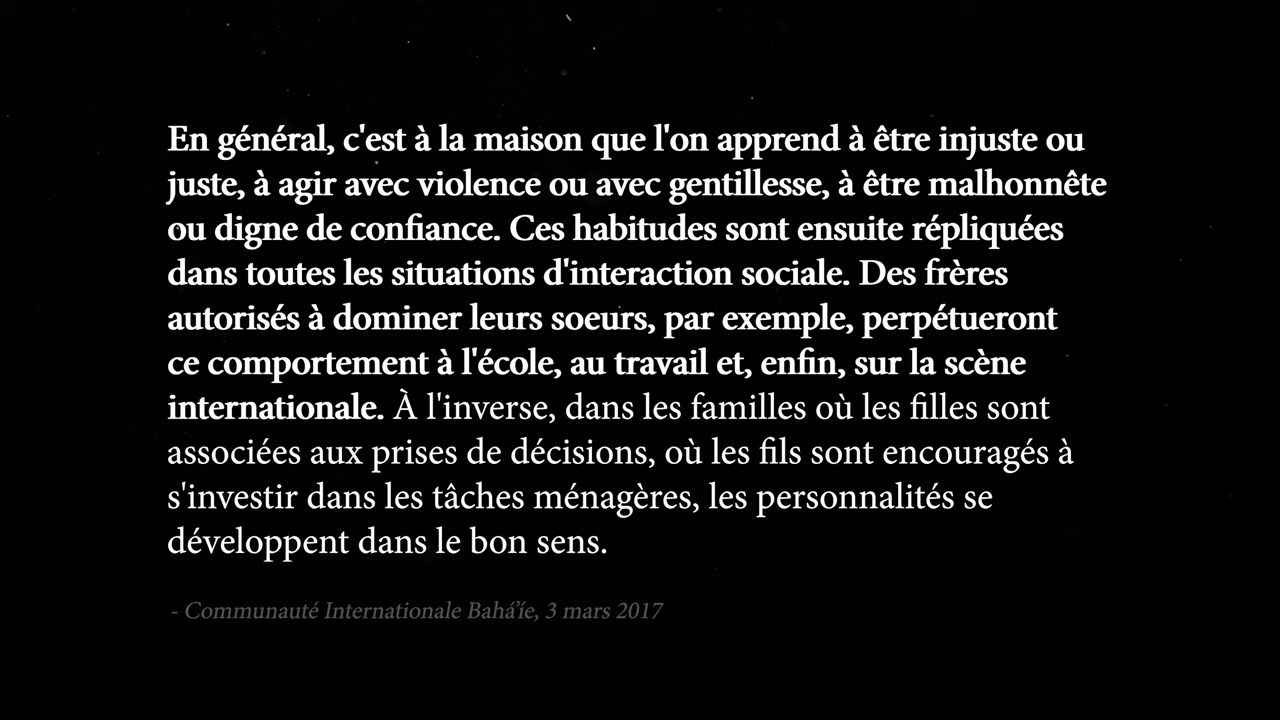 En général, c'est à la maison que l'on apprend à être injuste ou
juste, à agir avec violence ou avec gentillesse, à être malhonnête
ou digne de confiance. Ces habitudes sont ensuite répliquées
dans toutes les situations d'interaction sociale. Des frères
autorisés à dominer leurs soeurs, par exemple, perpétueront
ce comportement à l'école, au travail et, enfin, sur la scène
internationale. À l'inverse, dans les familles où les filles sont
associées aux prises de décisions, où les fils sont encouragés à
s'investir dans les tâches ménagères, les personnalités se
développent dans le bon sens.
- Communauté Internationale Bahá’íe, 3 mars 2017